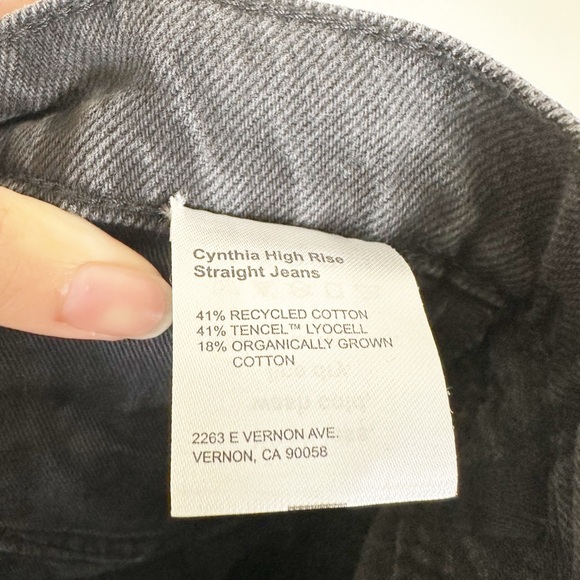 Cynthia High Rise
Straight Jeans
41% RECYCLED COTTON
41% TENCEL™ LYOCELL
18% ORGANICALLY GROWN
COTTON
2263 E VERNON AVE.
VERNON, CA 90058